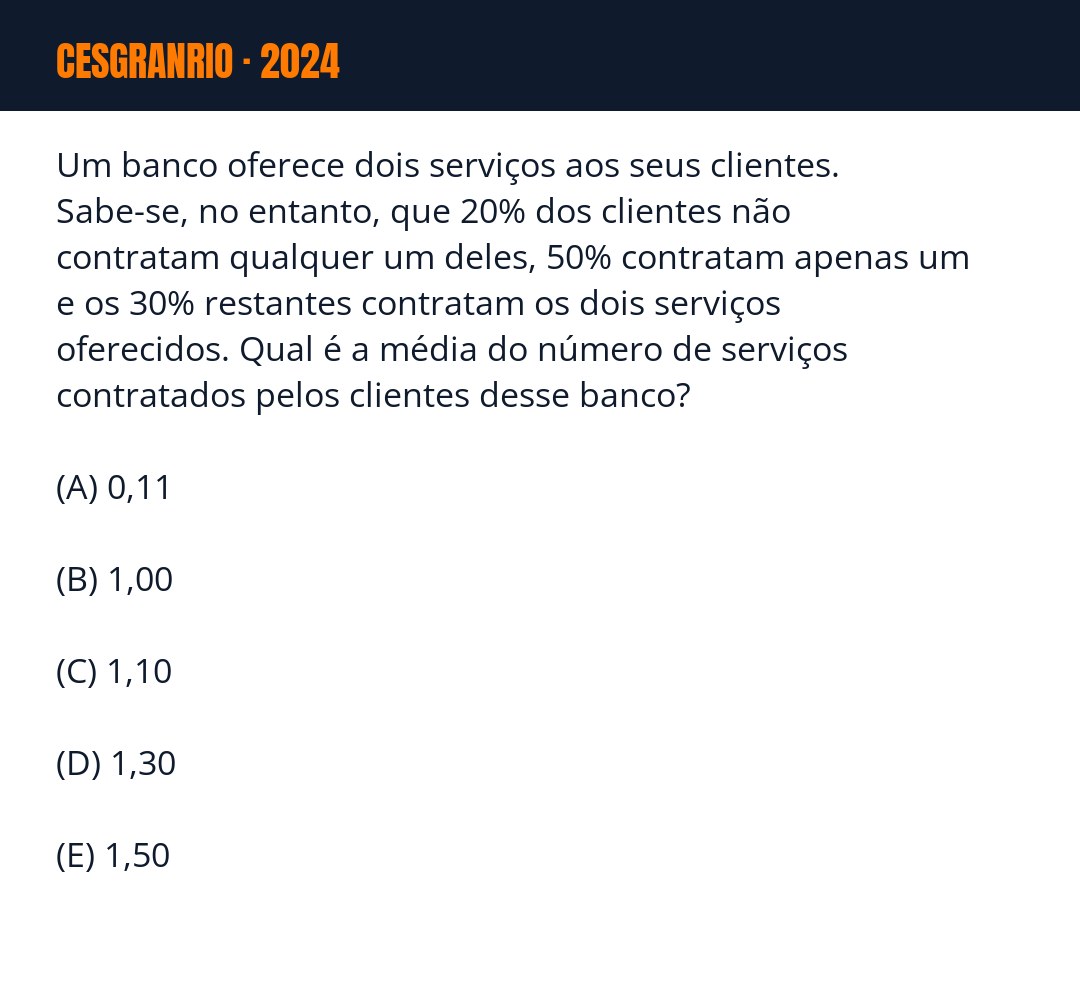 CESGRANRIO · 2024
Um banco oferece dois serviços aos seus clientes.
Sabe-se, no entanto, que 20% dos clientes não
contratam qualquer um deles, 50% contratam apenas um
e os 30% restantes contratam os dois serviços
oferecidos. Qual é a média do número de serviços
contratados pelos clientes desse banco?
(A) 0,11
(B) 1,00
(C) 1,10
(D) 1,30
(E) 1,50